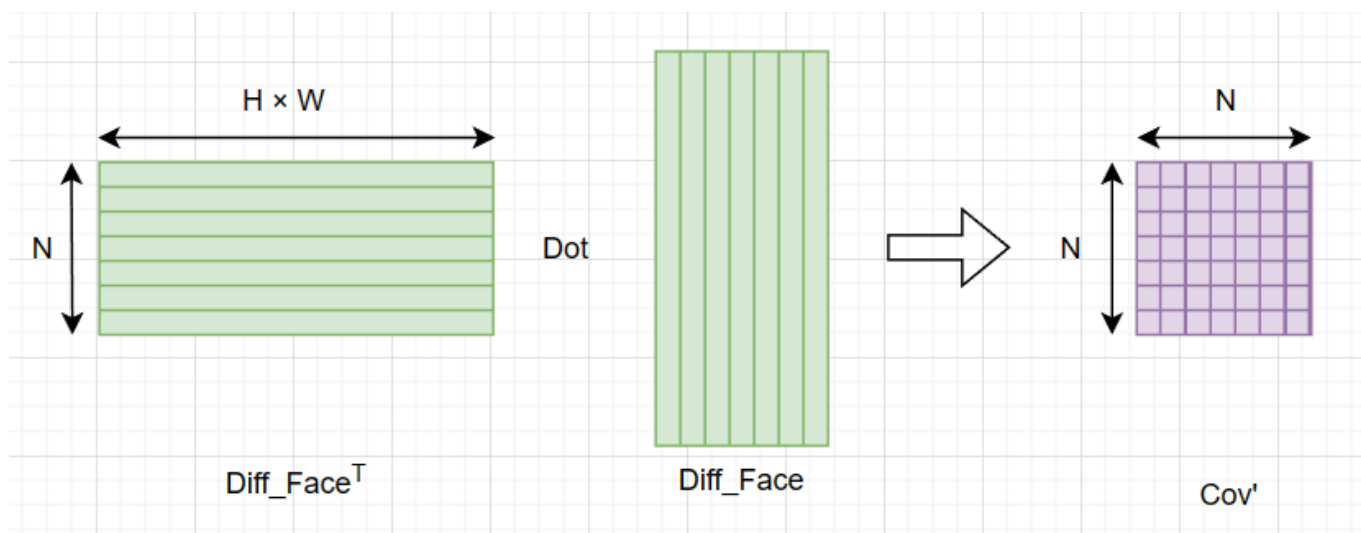 H × W
N
N
Dot
N
Diff_Face^T
Diff_Face
Cov'